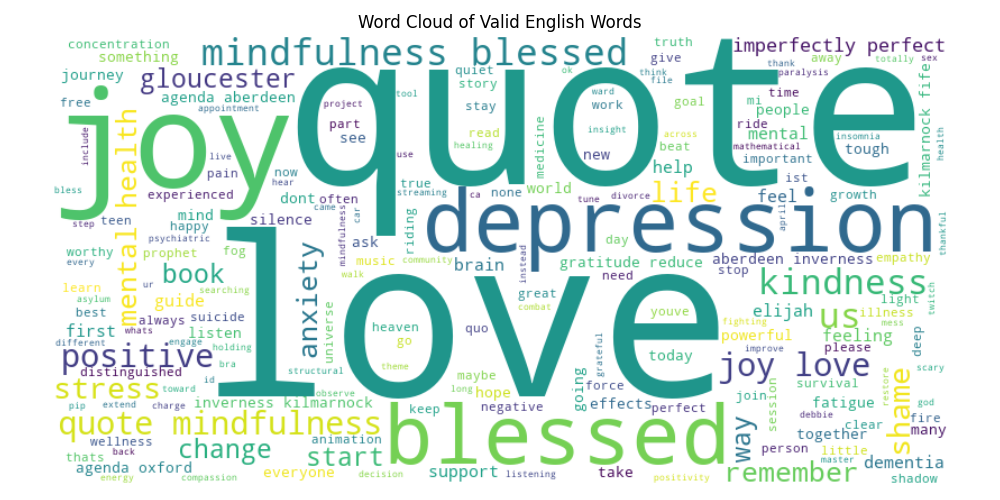 Word Cloud of Valid English Words
concentration
something
mindfulness blessed
truth
give
imperfectly perfect
journey
gloucester
quiet
story
ok
think
file
thank
paralysis
away
totally
sex
free
agenda aberdeen
appointment
joy
quote
project
tool
stay
ward
work
goal
mi
people
time
kilmarnock fife
include
mental health
part
see
read
healing
medicine
insight
across
beat
ride
mental
mathematical
insomnia
tough
health
live
pain
now
hear
use
new
help
important
bless
experienced
dont
often
true
streaming
ca
none
world
tune
divorce
life
feel
ist
growth
step
teen
mind
happy
silence
came
mindfulness
car
riding
depression
april
thankful
psychiatric
ask
day
worthy
prophet
fog
music
community
brain
instead
gratitude reduce
aberdeen inverness
empathy
every
book
anxiety
walk
need
stop
learn
ur
searching
great
combat
kindness
light
twitch
asylum
guide
universe
love
youve
elijah
us
illness
mess
best
always
suicide
heaven
go
quo
fighting
powerful
feeling
first
whats
listen
deep
different
engage
holding
today
improve
please
positive
bra
theme
maybe
grateful
joy love
distinguished
id
structural
long
hope
going
force
scary
stress
toward
observe
survival
restore
shame
pip
extend
charge
inverness kilmarnock
keep
negative
effects
perfect
join
session
debbie
fatigue
god
quote mindfulness
blessed
way
clear
fire
wellness
back
change
animation
together
many
thats
start
person
little
master
agenda oxford
everyone
decision
support
listening
take
positivity
remember
dementia
energy
compassion
shadow